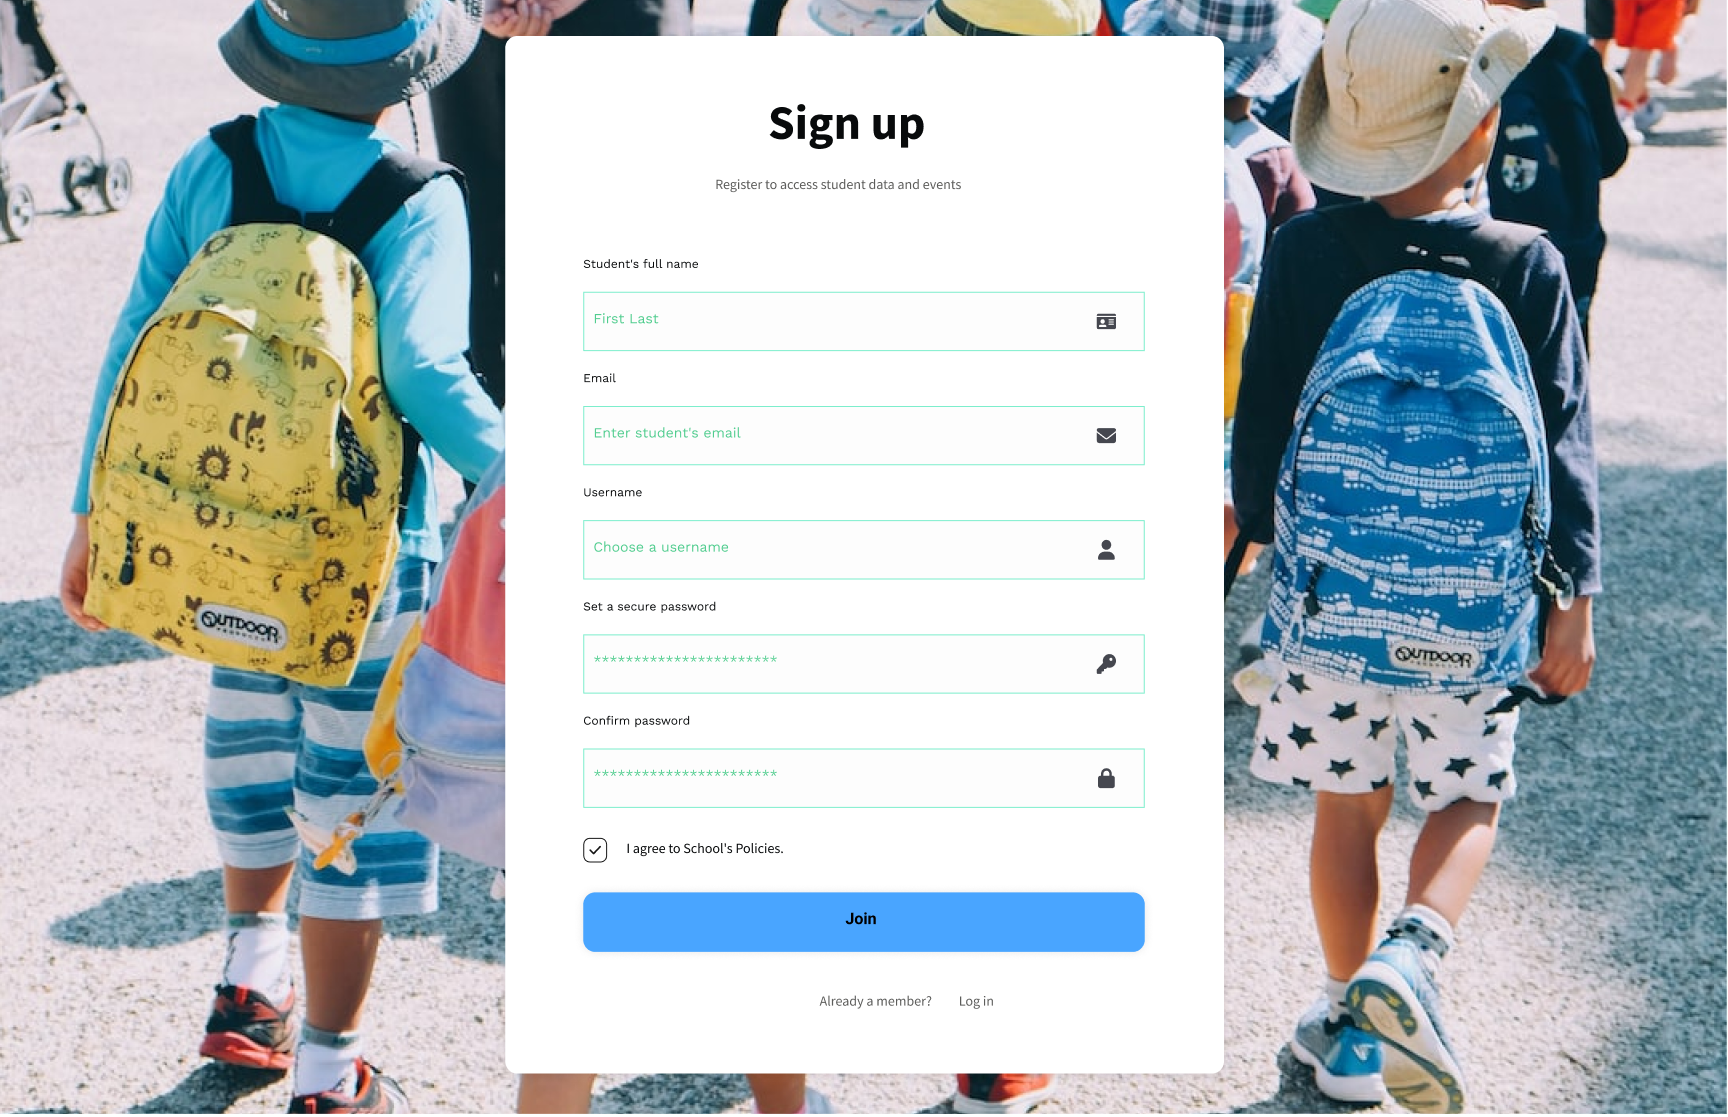 Sign up
Register to access student data and events
Student's full name
First Last
Email
Enter student's email
Username
Choose a username
Set a secure password
***********************
Confirm password
***********************
I agree to School's Policies.
Join
Already a member? Log in
OUTDOOR
PRODUCTS
OUTDOOR